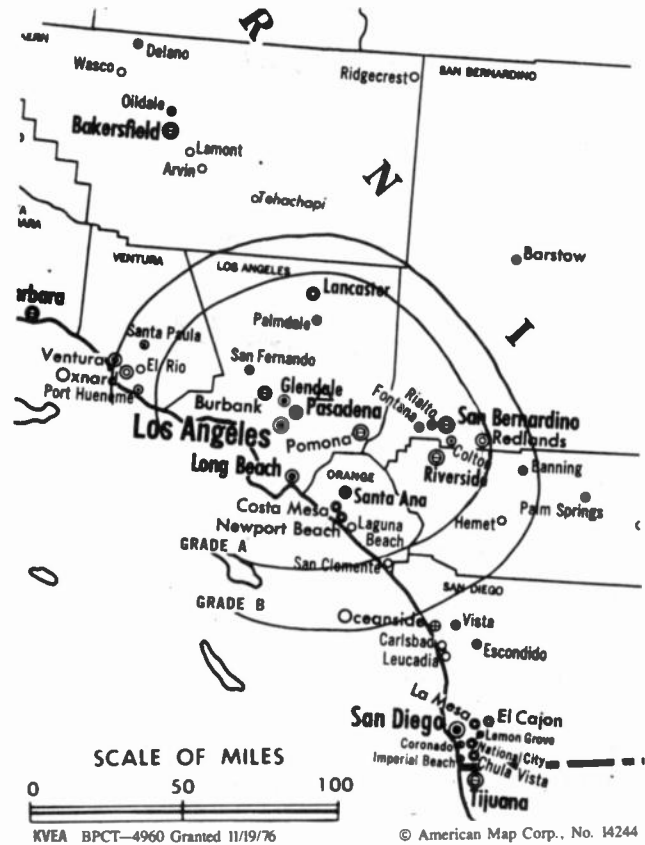 R
N
I
ERN
Delano
Wasco
Ridgecrest
SAN BERNARDINO
Oildale
Bakersfield
Lamont
Arvin
Tehachapi
VENTURA
LOS ANGELES
Barstow
rbara
Lancaster
Palmdale
Santa Paula
Ventura
El Rio
San Fernando
Oxnard
Port Hueneme
Burbank
Glendale
Pasadena
Los Angeles
Pomona
Fontana
Rialto
San Bernardino
Redlands
Colton
Riverside
Long Beach
ORANGE
Santa Ana
Banning
Palm Springs
Costa Mesa
Newport Beach
Laguna
Beach
Hemet
GRADE A
San Clemente
SAN DIEGO
GRADE B
Oceanside
Vista
Carlsbad
Leucadia
Escondido
La Mesa
El Cajon
San Diego
Lemon Grove
Coronado
National City
Imperial Beach
Chula Vista
Tijuana
SCALE OF MILES
0 50 100
KVEA BPCT—4960 Granted 11/19/76
© American Map Corp., No. 14244